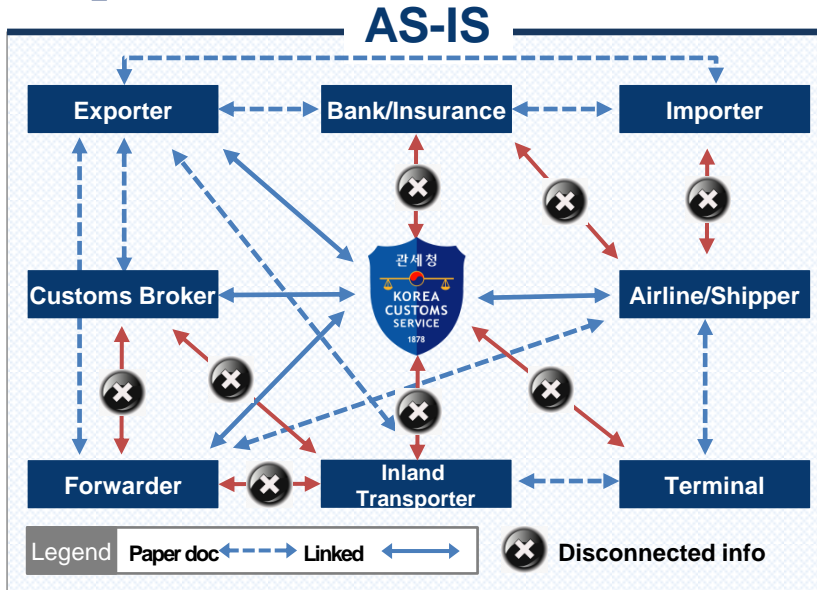 AS-IS
Exporter
Bank/Insurance
Importer
관세청
KOREA
CUSTOMS
SERVICE
1878
Customs Broker
Airline/Shipper
Forwarder
Inland
Transporter
Terminal
Legend Paper doc Linked Disconnected info